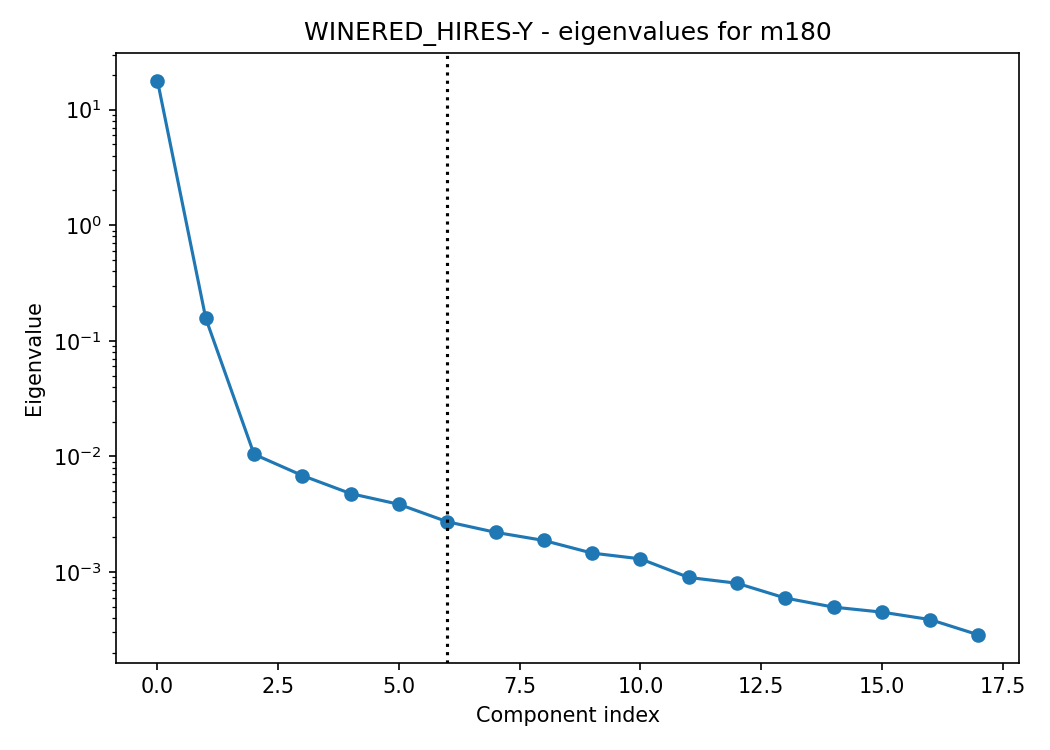 WINERED_HIRES-Y - eigenvalues for m180
Eigenvalue
10¹
10⁰
10⁻¹
10⁻²
10⁻³
0.0 2.5 5.0 7.5 10.0 12.5 15.0 17.5
Component index